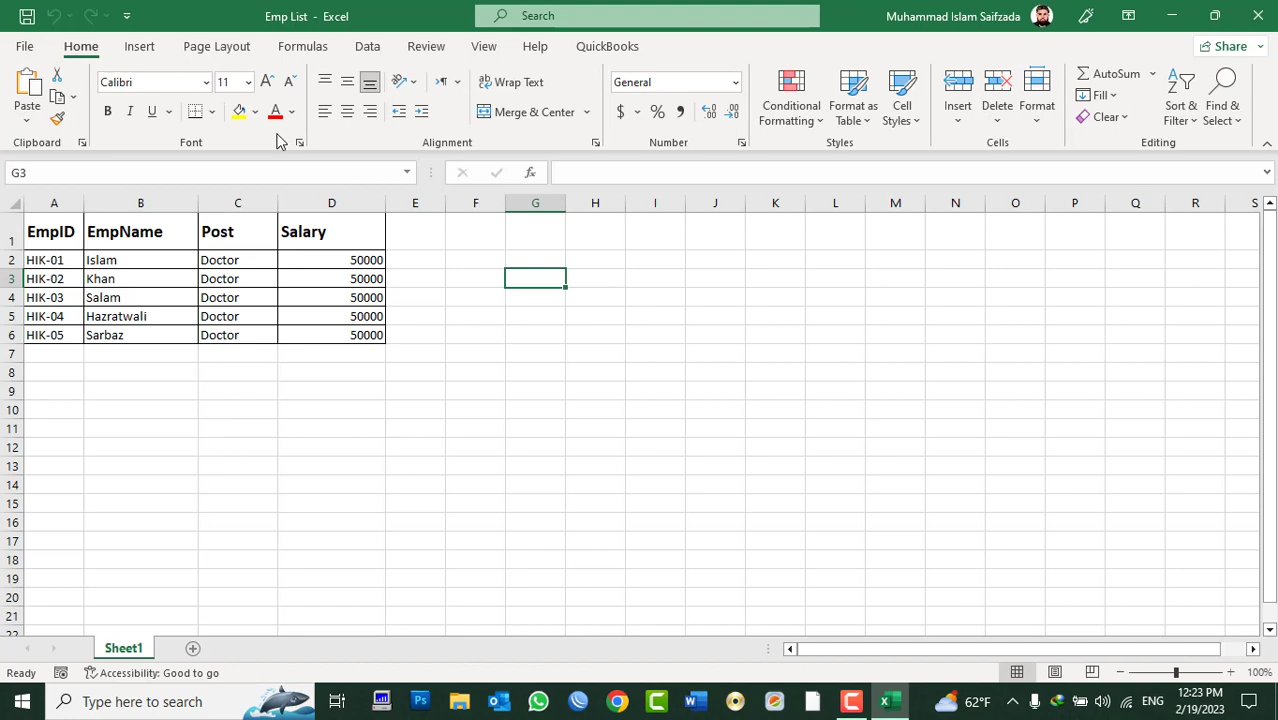 Emp List - Excel
Search
Muhammad Islam Saifzada
File Home Insert Page Layout Formulas Data Review View Help QuickBooks Share
Paste
Calibri 11
B I U
Wrap Text
Merge & Center
General
$ %
Conditional Formatting
Format as Table
Cell Styles
Insert
Delete
Format
AutoSum
Fill
Clear
Sort & Filter
Find & Select
Clipboard Font Alignment Number Styles Cells Editing
G3
fx
A B C D E F G H I J K L M N O P Q R S
1 EmpID EmpName Post Salary
2 HIK-01 Islam Doctor 50000
3 HIK-02 Khan Doctor 50000
4 HIK-03 Salam Doctor 50000
5 HIK-04 Hazratwali Doctor 50000
6 HIK-05 Sarbaz Doctor 50000
7
8
9
10
11
12
13
14
15
16
17
18
19
20
21
22
Sheet1
Ready Accessibility: Good to go 100%
Type here to search
62°F
ENG
12:23 PM
2/19/2023